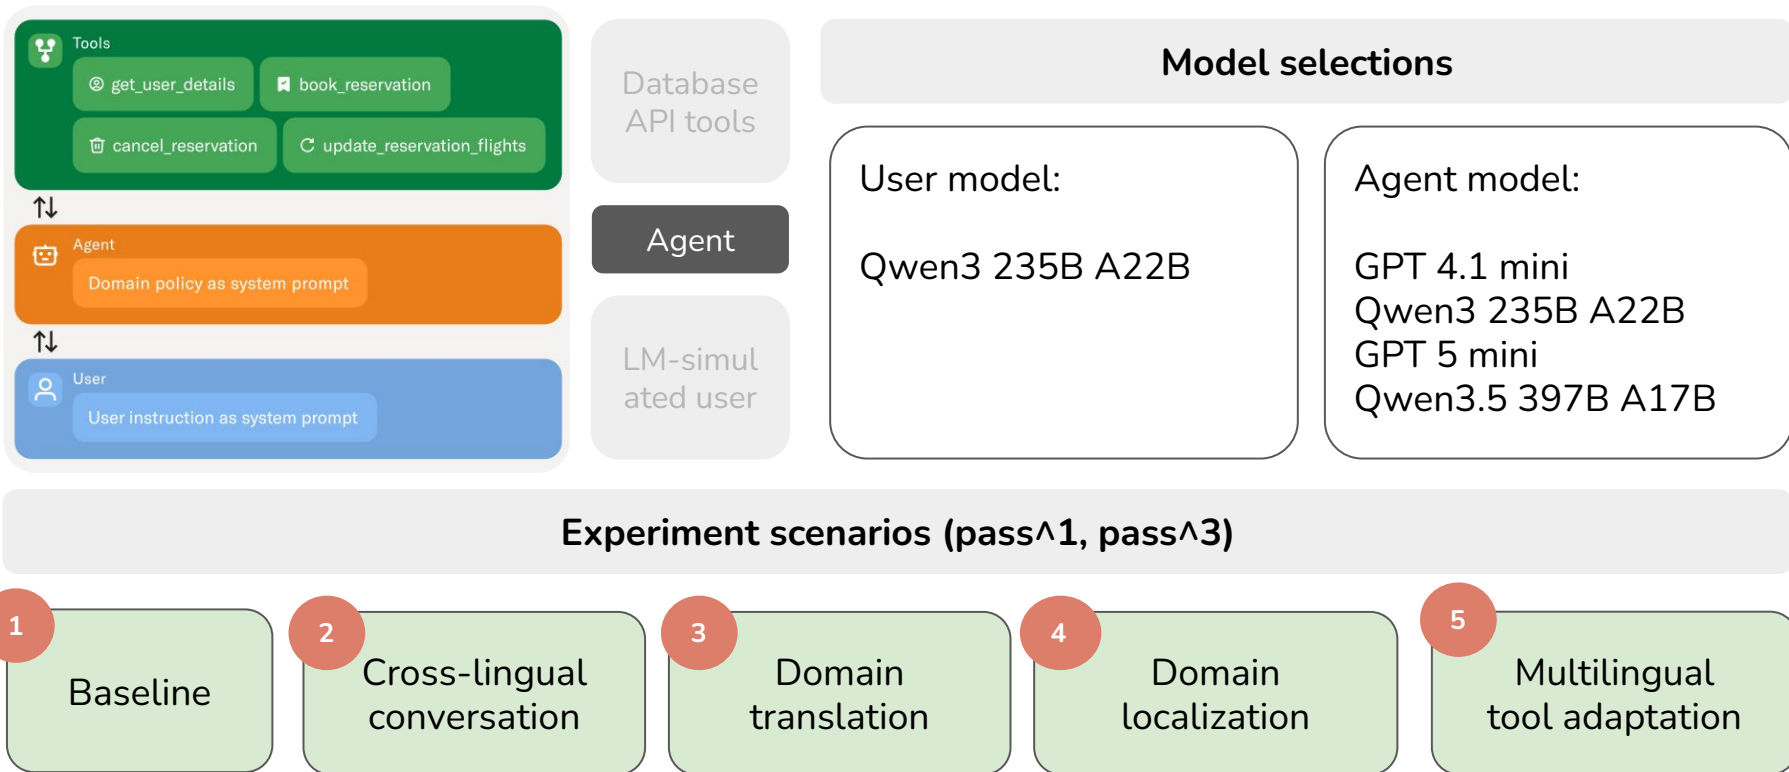 Tools
get_user_details
book_reservation
cancel_reservation
update_reservation_flights
Agent
Domain policy as system prompt
User
User instruction as system prompt
Database
API tools
Agent
LM-simul
ated user
Model selections
User model:
Qwen3 235B A22B
Agent model:
GPT 4.1 mini
Qwen3 235B A22B
GPT 5 mini
Qwen3.5 397B A17B
Experiment scenarios (pass^1, pass^3)
1
Baseline
2
Cross-lingual
conversation
3
Domain
translation
4
Domain
localization
5
Multilingual
tool adaptation